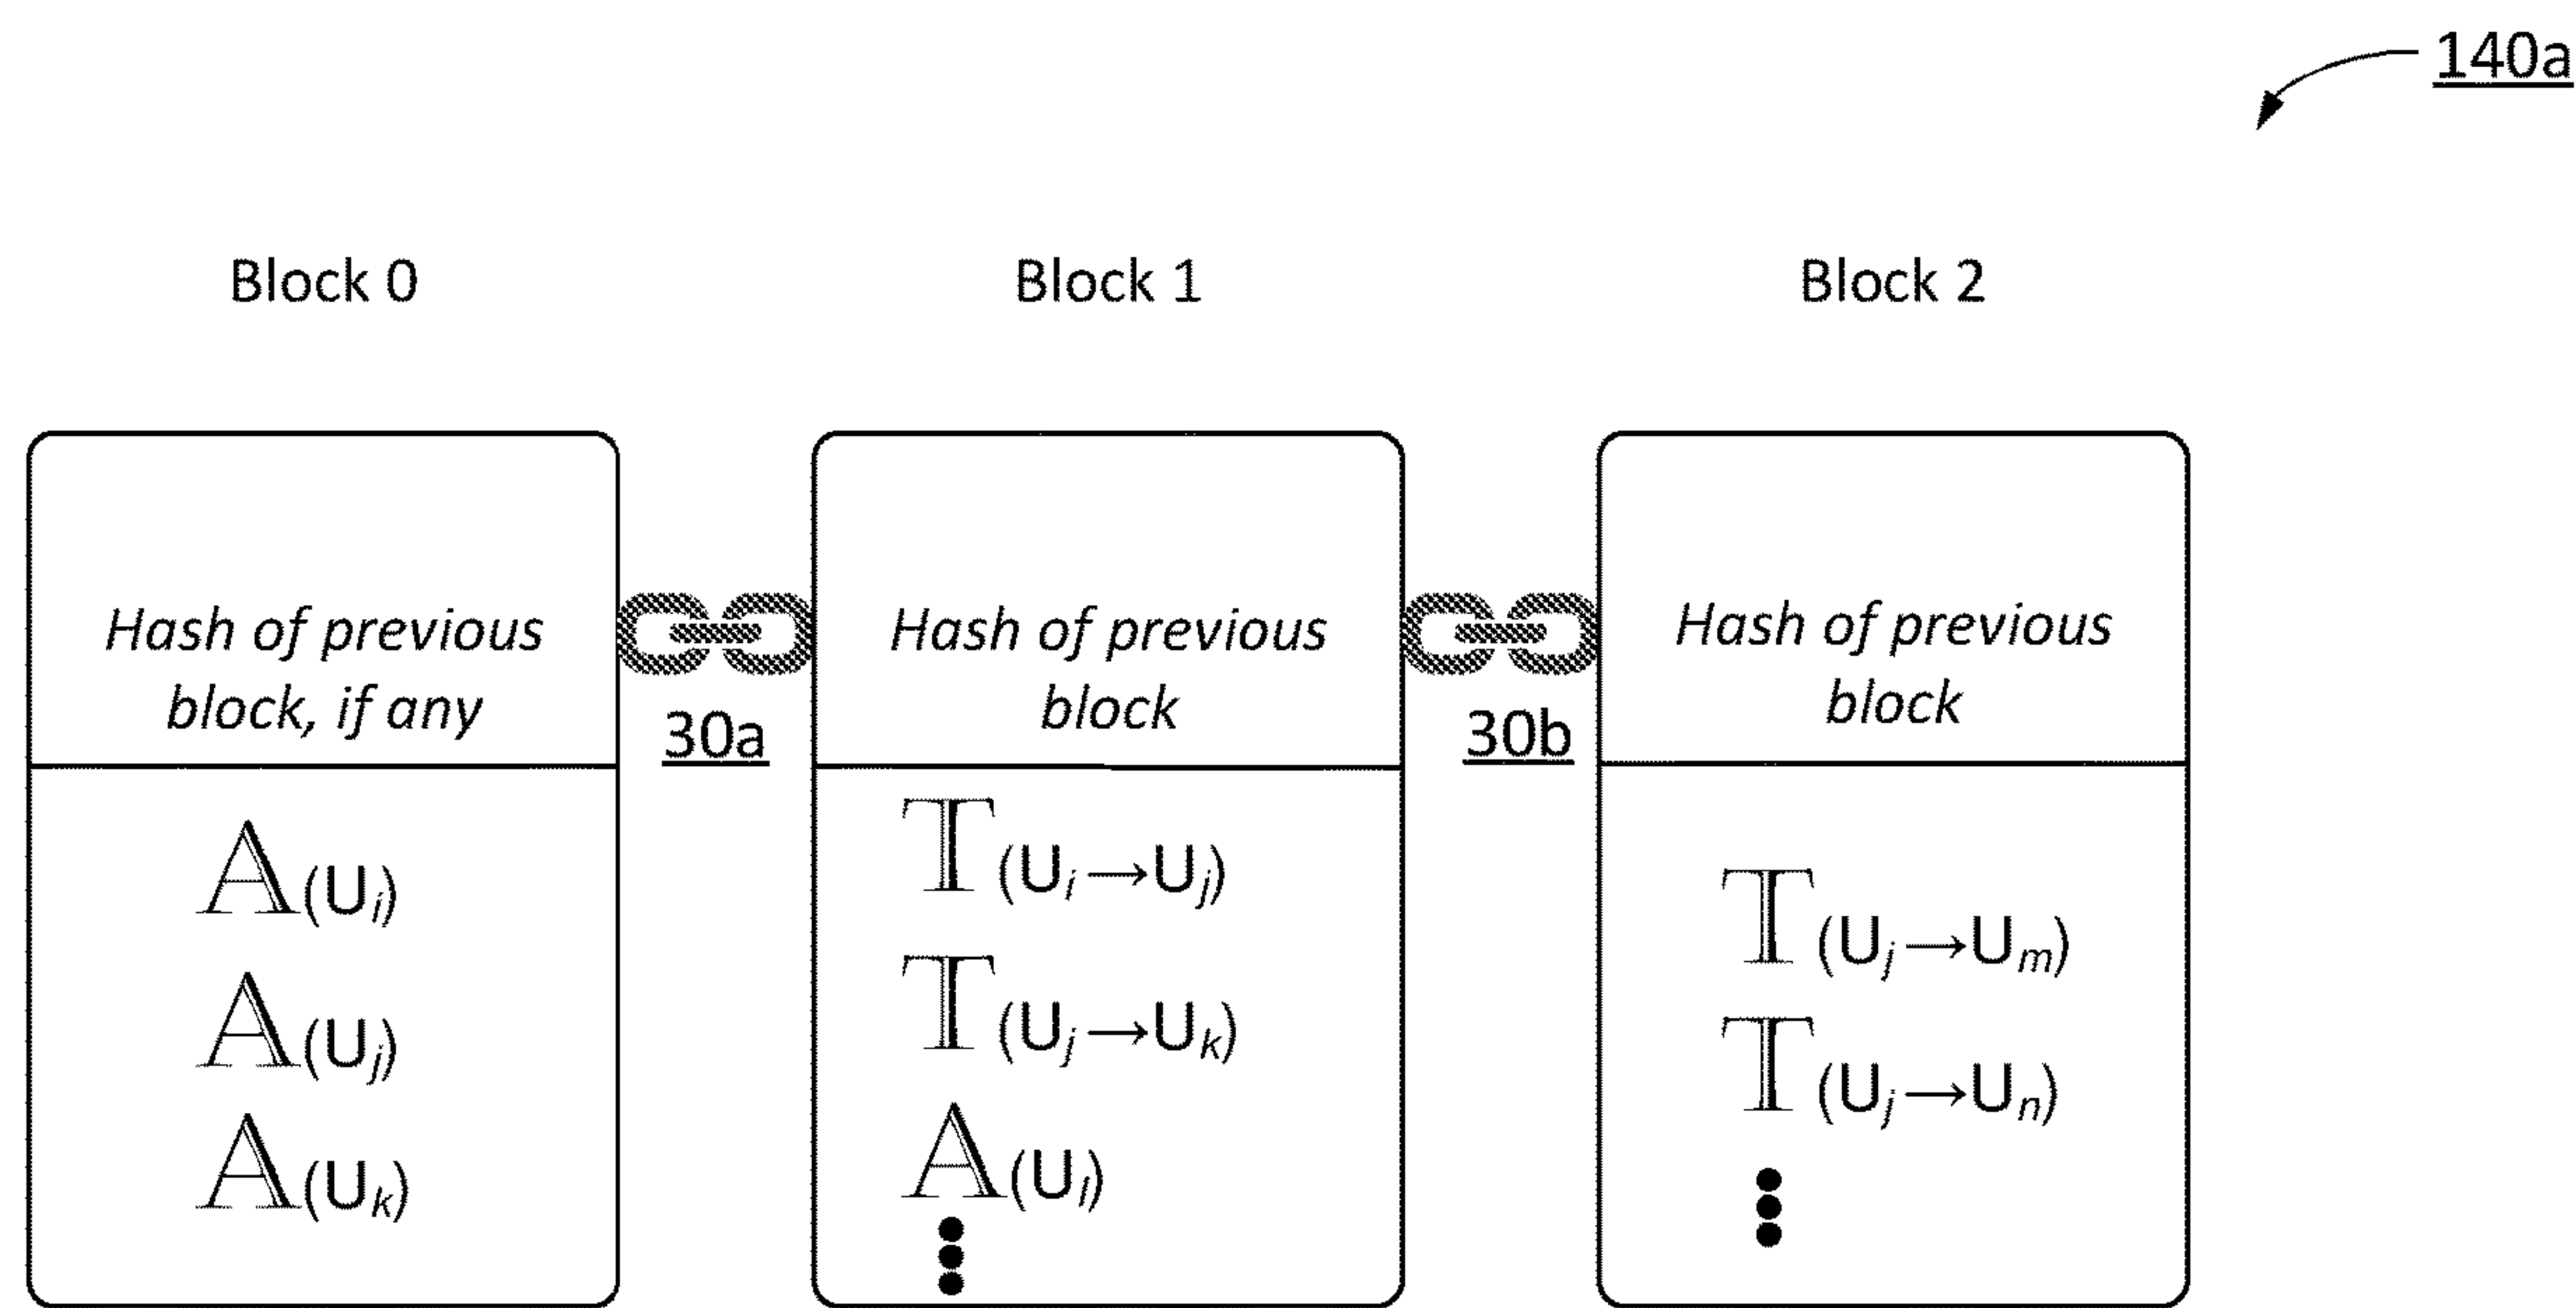 140a
Block 0
Block 1
Block 2
Hash of previous
block, if any
𝔸(Uᵢ)
𝔸(Uⱼ)
𝔸(Uₖ)
30a
Hash of previous
block
𝕋(Uᵢ→Uⱼ)
𝕋(Uⱼ→Uₖ)
𝔸(Uₗ)
30b
Hash of previous
block
𝕋(Uⱼ→Uₘ)
𝕋(Uⱼ→Uₙ)